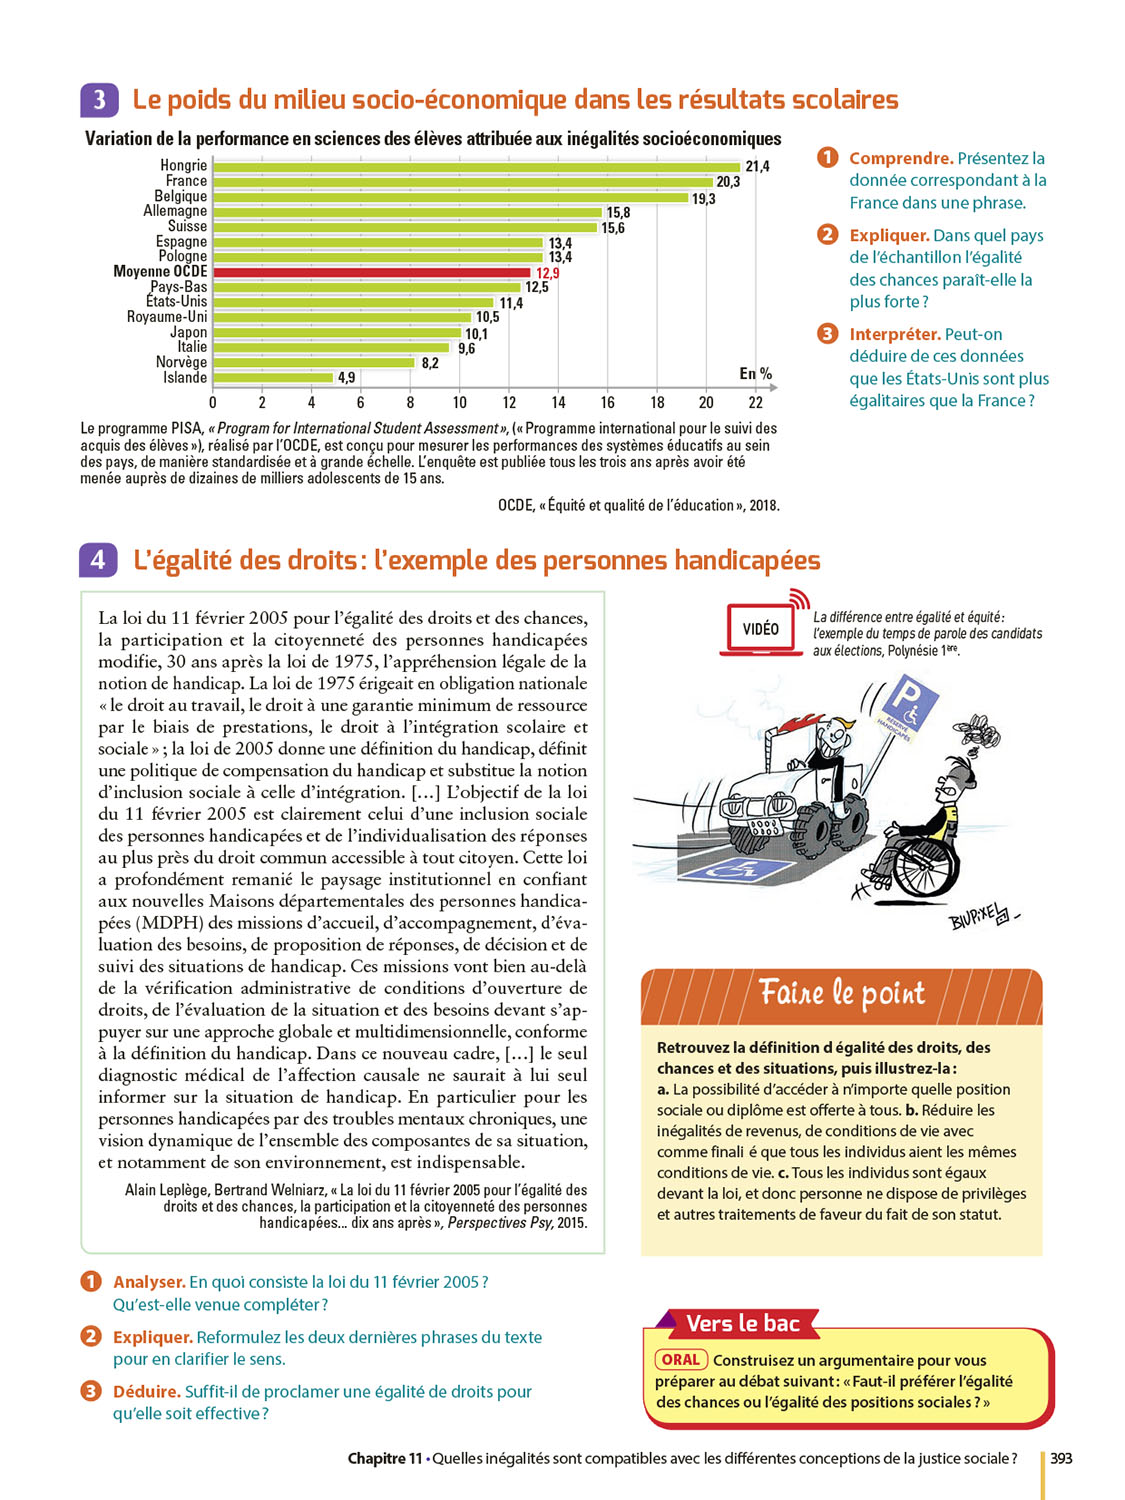 3 Le poids du milieu socio-économique dans les résultats scolaires
Variation de la performance en sciences des élèves attribuée aux inégalités socioéconomiques
Hongrie 21,4
France 20,3
Belgique 19,3
Allemagne 15,8
Suisse 15,6
Espagne 13,4
Pologne 13,4
Moyenne OCDE 12,9
Pays-Bas 12,5
États-Unis 11,4
Royaume-Uni 10,5
Japon 10,1
Italie 9,6
Norvège 8,2
Islande 4,9
En %
0 2 4 6 8 10 12 14 16 18 20 22
Le programme PISA, « Program for International Student Assessment », (« Programme international pour le suivi des
acquis des élèves »), réalisé par l'OCDE, est conçu pour mesurer les performances des systèmes éducatifs au sein
des pays, de manière standardisée et à grande échelle. L'enquête est publiée tous les trois ans après avoir été
menée auprès de dizaines de milliers adolescents de 15 ans.
OCDE, « Équité et qualité de l'éducation », 2018.
1 Comprendre. Présentez la
donnée correspondant à la
France dans une phrase.
2 Expliquer. Dans quel pays
de l'échantillon l'égalité
des chances paraît-elle la
plus forte ?
3 Interpréter. Peut-on
déduire de ces données
que les États-Unis sont plus
égalitaires que la France ?
4 L'égalité des droits : l'exemple des personnes handicapées
La loi du 11 février 2005 pour l'égalité des droits et des chances,
la participation et la citoyenneté des personnes handicapées
modifie, 30 ans après la loi de 1975, l'appréhension légale de la
notion de handicap. La loi de 1975 érigeait en obligation nationale
« le droit au travail, le droit à une garantie minimum de ressource
par le biais de prestations, le droit à l'intégration scolaire et
sociale » ; la loi de 2005 donne une définition du handicap, définit
une politique de compensation du handicap et substitue la notion
d'inclusion sociale à celle d'intégration. [...] L'objectif de la loi
du 11 février 2005 est clairement celui d'une inclusion sociale
des personnes handicapées et de l'individualisation des réponses
au plus près du droit commun accessible à tout citoyen. Cette loi
a profondément remanié le paysage institutionnel en confiant
aux nouvelles Maisons départementales des personnes handica-
pées (MDPH) des missions d'accueil, d'accompagnement, d'éva-
luation des besoins, de proposition de réponses, de décision et de
suivi des situations de handicap. Ces missions vont bien au-delà
de la vérification administrative de conditions d'ouverture de
droits, de l'évaluation de la situation et des besoins devant s'ap-
puyer sur une approche globale et multidimensionnelle, conforme
à la définition du handicap. Dans ce nouveau cadre, [...] le seul
diagnostic médical de l'affection causale ne saurait à lui seul
informer sur la situation de handicap. En particulier pour les
personnes handicapées par des troubles mentaux chroniques, une
vision dynamique de l'ensemble des composantes de sa situation,
et notamment de son environnement, est indispensable.
Alain Leplège, Bertrand Welniarz, « La loi du 11 février 2005 pour l'égalité des
droits et des chances, la participation et la citoyenneté des personnes
handicapées... dix ans après », Perspectives Psy, 2015.
1 Analyser. En quoi consiste la loi du 11 février 2005 ?
Qu'est-elle venue compléter ?
2 Expliquer. Reformulez les deux dernières phrases du texte
pour en clarifier le sens.
3 Déduire. Suffit-il de proclamer une égalité de droits pour
qu'elle soit effective ?
VIDÉO
La différence entre égalité et équité :
l'exemple du temps de parole des candidats
aux élections, Polynésie 1ère.
P
RÉSERVÉ
HANDICAPÉS
BLUPIXEL
Faire le point
Retrouvez la définition d égalité des droits, des
chances et des situations, puis illustrez-la :
a. La possibilité d'accéder à n'importe quelle position
sociale ou diplôme est offerte à tous. b. Réduire les
inégalités de revenus, de conditions de vie avec
comme finali é que tous les individus aient les mêmes
conditions de vie. c. Tous les individus sont égaux
devant la loi, et donc personne ne dispose de privilèges
et autres traitements de faveur du fait de son statut.
Vers le bac
ORAL Construisez un argumentaire pour vous
préparer au débat suivant : « Faut-il préférer l'égalité
des chances ou l'égalité des positions sociales ? »
Chapitre 11 • Quelles inégalités sont compatibles avec les différentes conceptions de la justice sociale ? 393